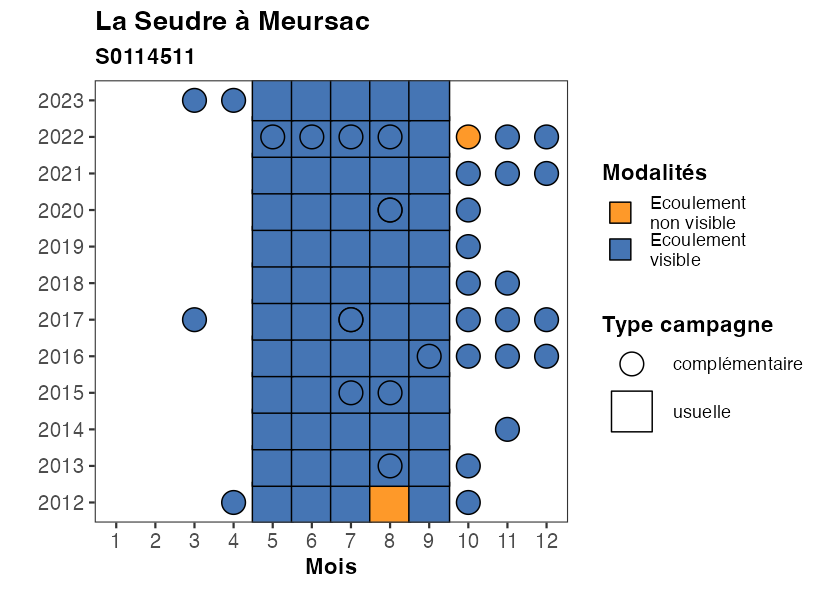 La Seudre à Meursac
S0114511
2023
2022
2021
2020
2019
2018
2017
2016
2015
2014
2013
2012
1 2 3 4 5 6 7 8 9 10 11 12
Mois
Modalités
Ecoulement
non visible
Ecoulement
visible
Type campagne
complémentaire
usuelle